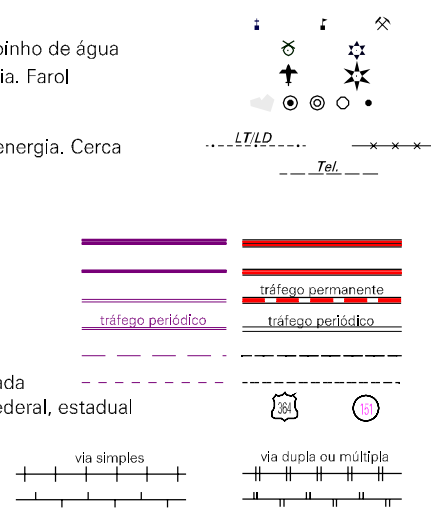 pinho de água
ia. Farol
energia. Cerca
LT/LD
Tel.
tráfego permanente
tráfego periódico tráfego periódico
ada
ederal, estadual
364 151
via simples via dupla ou múltipla